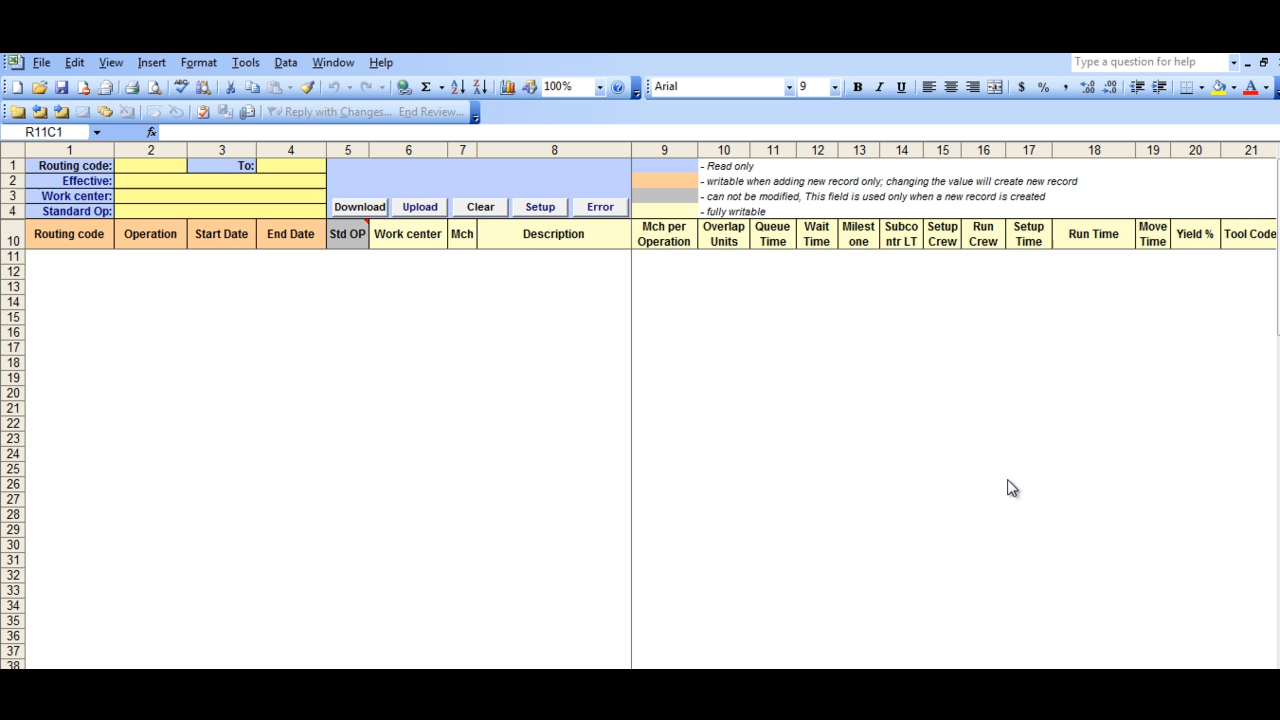 File Edit View Insert Format Tools Data Window Help Type a question for help
100% Arial 9 B I U $ % ,
Reply with Changes... End Review...
R11C1 fx
1 2 3 4 5 6 7 8 9 10 11 12 13 14 15 16 17 18 19 20 21
1 Routing code: To: - Read only
2 Effective: - writable when adding new record only; changing the value will create new record
3 Work center: - can not be modified, This field is used only when a new record is created
4 Standard Op: Download Upload Clear Setup Error - fully writable
10 Routing code Operation Start Date End Date Std OP Work center Mch Description Mch per Operation Overlap Units Queue Time Wait Time Milest one Subco ntr LT Setup Crew Run Crew Setup Time Run Time Move Time Yield % Tool Code
11
12
13
14
15
16
17
18
19
20
21
22
23
24
25
26
27
28
29
30
31
32
33
34
35
36
37
38